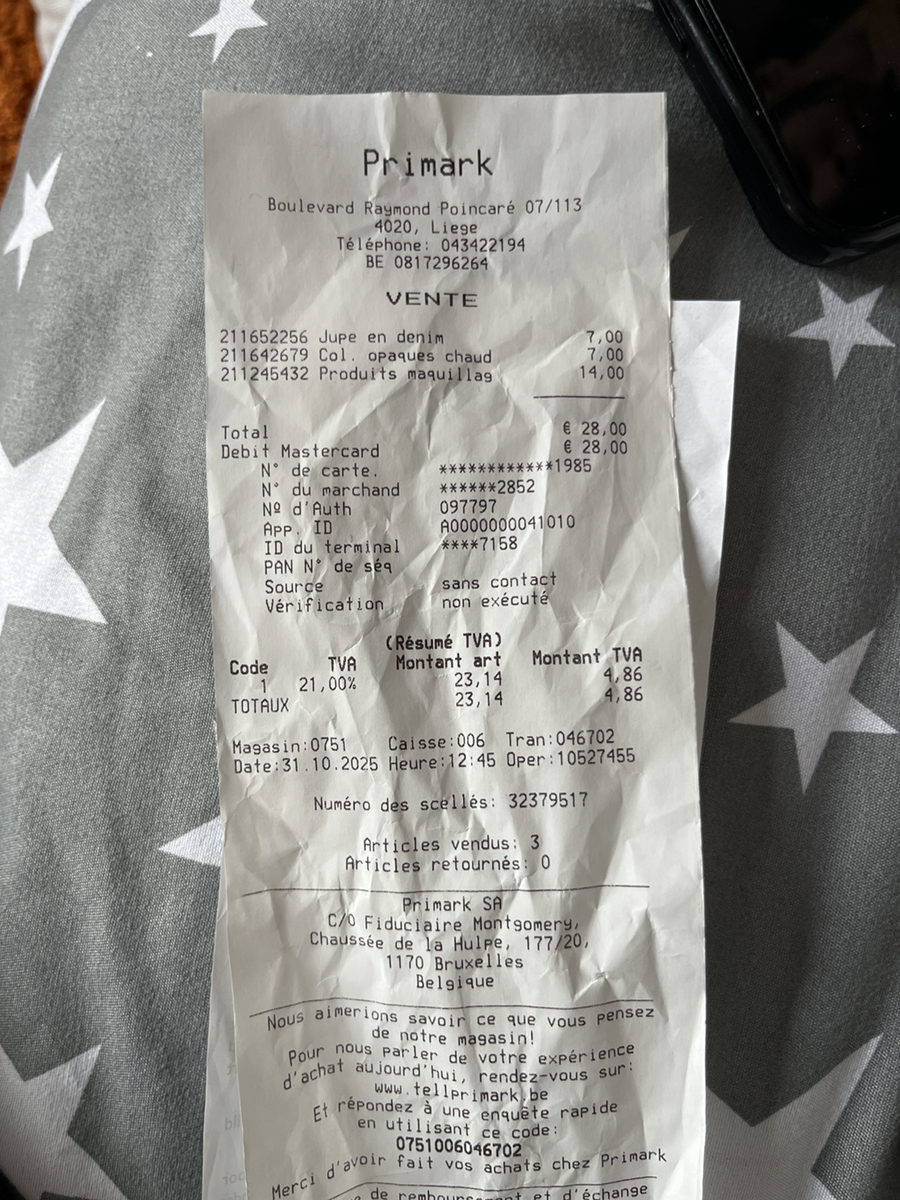 Primark
Boulevard Raymond Poincaré 07/113
4020, Liege
Téléphone: 043422194
BE 0817296264
VENTE
211652256 Jupe en denim 7,00
211642679 Col. opaques chaud 7,00
211245432 Produits maquillag 14,00
Total € 28,00
Debit Mastercard € 28,00
N° de carte. ************1985
N° du marchand ******2852
Nº d'Auth 097797
App. ID A0000000041010
ID du terminal ****7158
PAN N° de séq
Source sans contact
Vérification non exécuté
(Résumé TVA)
Code TVA Montant art Montant TVA
1 21,00% 23,14 4,86
TOTAUX 23,14 4,86
Magasin:0751 Caisse:006 Tran:046702
Date:31.10.2025 Heure:12:45 Oper:10527455
Numéro des scellés: 32379517
Articles vendus: 3
Articles retournés: 0
Primark SA
C/O Fiduciaire Montgomery,
Chaussée de la Hulpe, 177/20,
1170 Bruxelles
Belgique
Nous aimerions savoir ce que vous pensez
de notre magasin!
Pour nous parler de votre expérience
d'achat aujourd'hui, rendez-vous sur:
www.tellprimark.be
Et répondez à une enquête rapide
en utilisant ce code:
0751006046702
Merci d'avoir fait vos achats chez Primark
de remboursement et d'échange